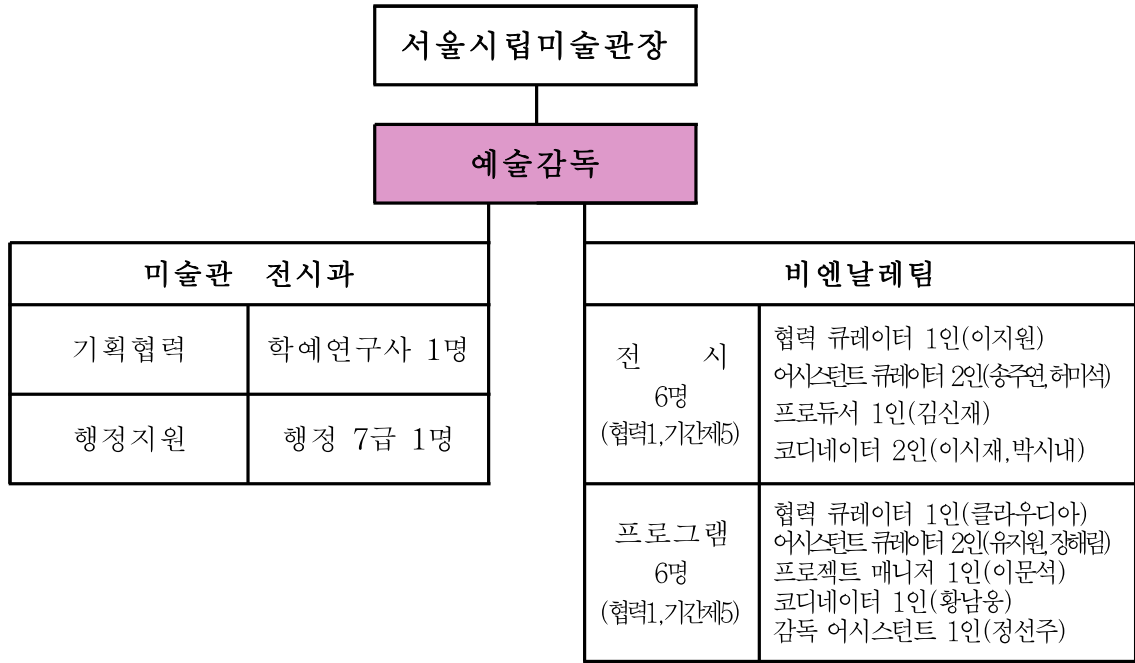 서울시립미술관장
예술감독
미술관 전시과
기획협력 학예연구사 1명
행정지원 행정 7급 1명
비엔날레팀
전 시
6명
(협력1,기간제5)
협력 큐레이터 1인(이지원)
어시스턴트 큐레이터 2인(송주연,허미석)
프로듀서 1인(김신재)
코디네이터 2인(이시재,박시내)
프로그램
6명
(협력1,기간제5)
협력 큐레이터 1인(클라우디아)
어시스턴트 큐레이터 2인(유지원,장해림)
프로젝트 매니저 1인(이문석)
코디네이터 1인(황남웅)
감독 어시스턴트 1인(정선주)